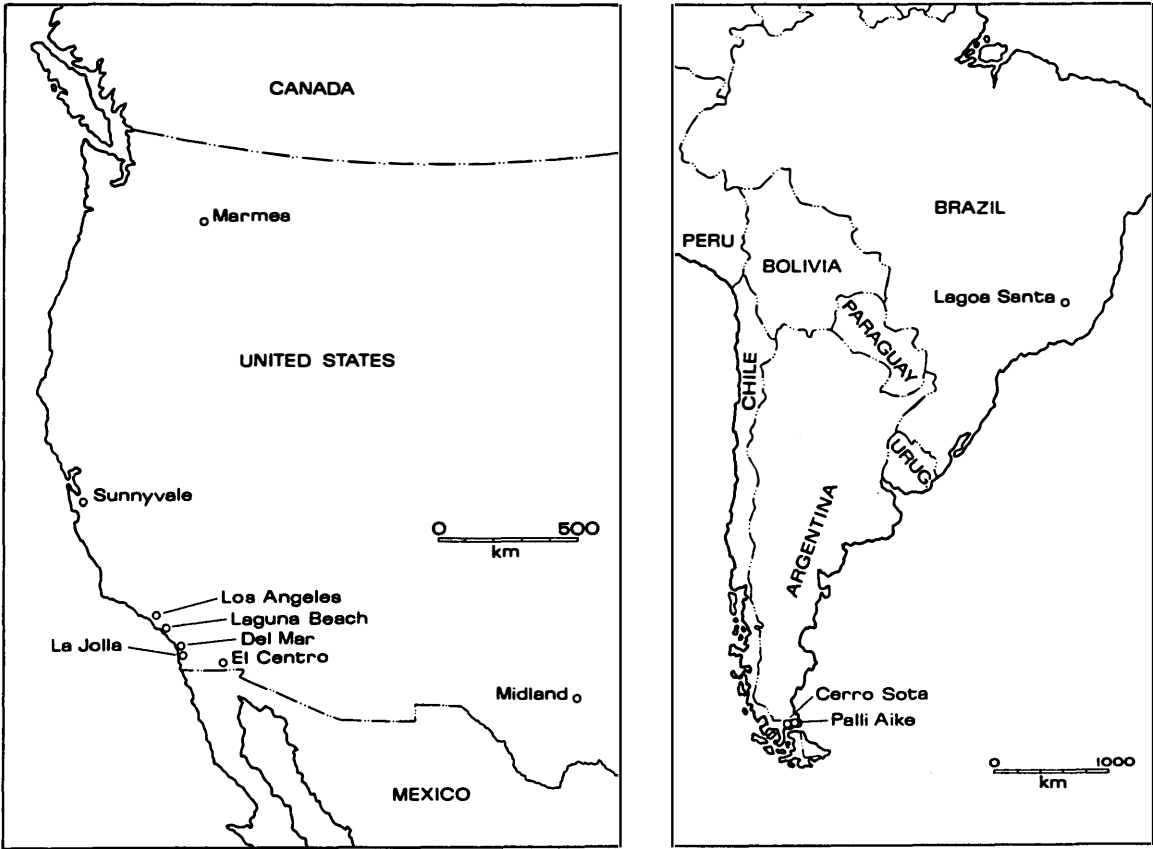 CANADA
Marmes
UNITED STATES
Sunnyvale
0 500
km
Los Angeles
Laguna Beach
Del Mar
La Jolla
El Centro
Midland
MEXICO
BRAZIL
PERU
BOLIVIA
Lagoa Santa
PARAGUAY
CHILE
URUG
ARGENTINA
Cerro Sota
Palli Aike
0 1000
km